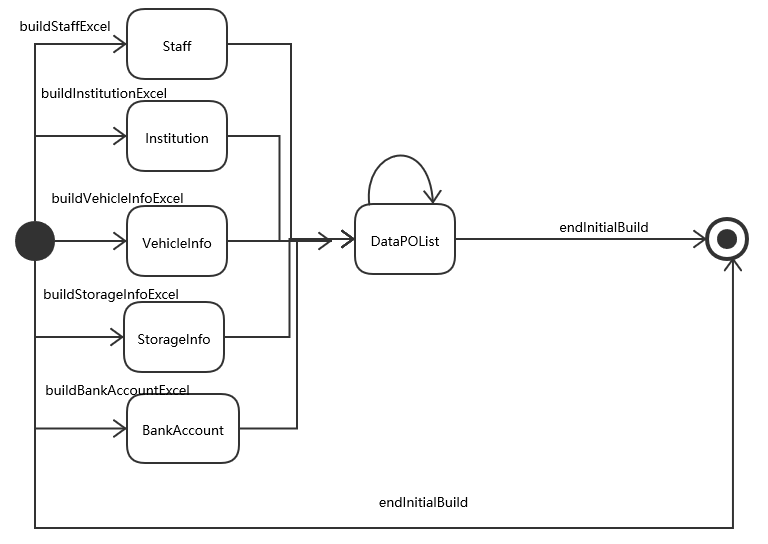 buildStaffExcel
Staff
buildInstitutionExcel
Institution
buildVehicleInfoExcel
VehicleInfo
DataPOList
endInitialBuild
buildStorageInfoExcel
StorageInfo
buildBankAccountExcel
BankAccount
endInitialBuild